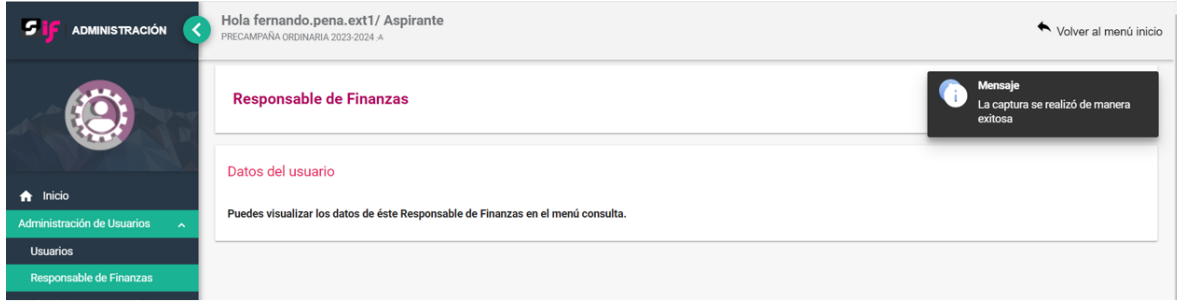 Sif ADMINISTRACIÓN
Hola fernando.pena.ext1/ Aspirante
PRECAMPAÑA ORDINARIA 2023-2024 .A
Volver al menú inicio
Responsable de Finanzas
Mensaje
La captura se realizó de manera
exitosa
Datos del usuario
Puedes visualizar los datos de éste Responsable de Finanzas en el menú consulta.
Inicio
Administración de Usuarios
Usuarios
Responsable de Finanzas